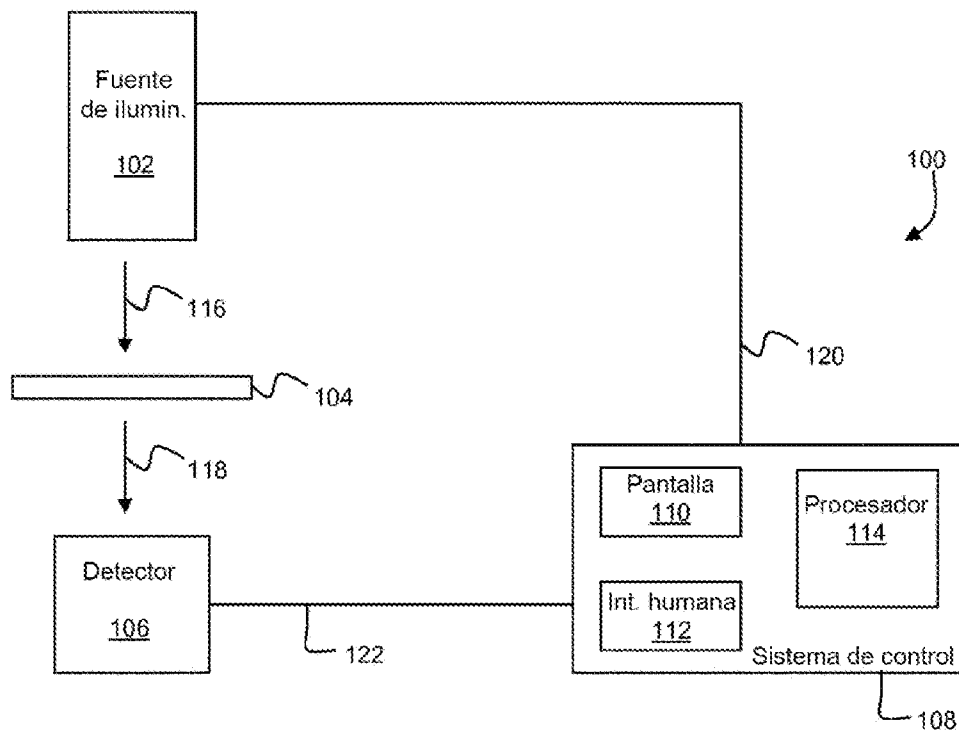 Fuente
de ilumin.
102
100
116
120
104
118
Pantalla
110
Procesador
114
Detector
106
Int. humana
112
122
Sistema de control
108